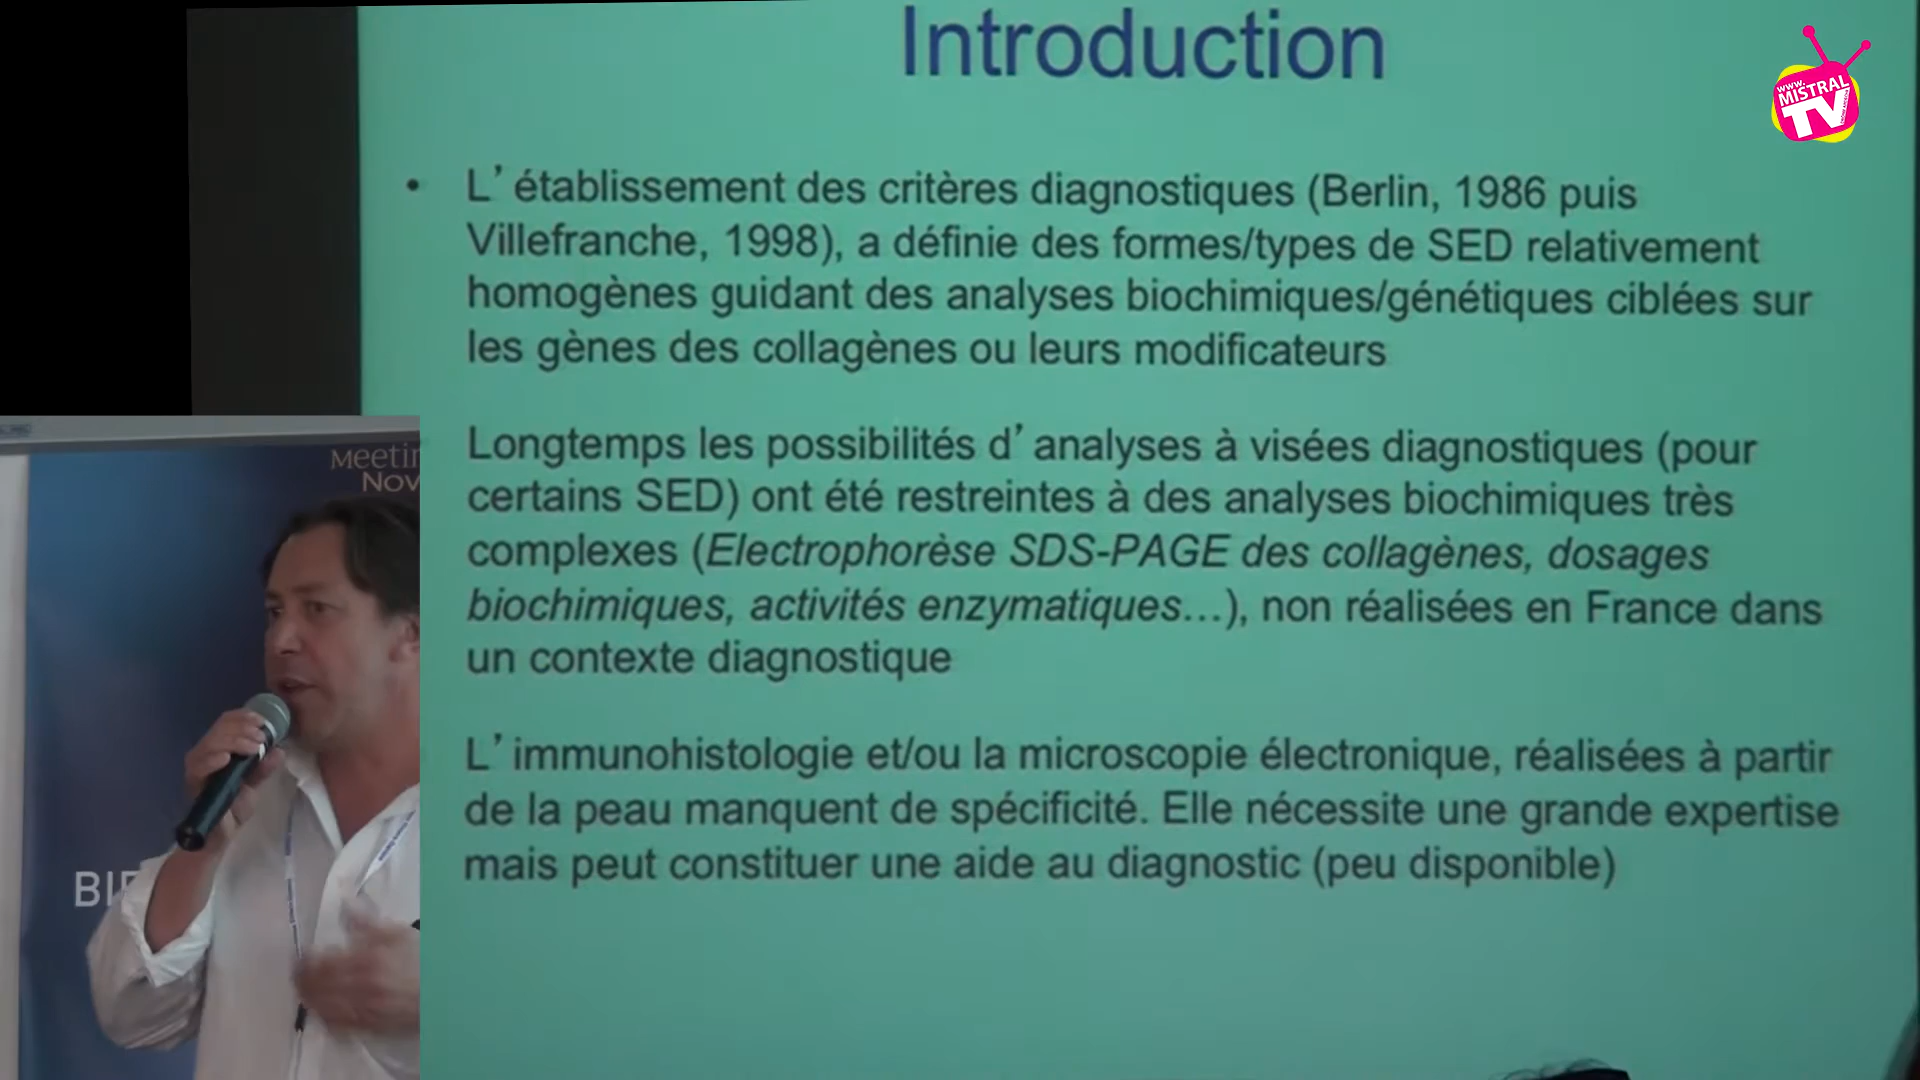 Introduction
www.
MISTRAL
TV
• L’établissement des critères diagnostiques (Berlin, 1986 puis
Villefranche, 1998), a définie des formes/types de SED relativement
homogènes guidant des analyses biochimiques/génétiques ciblées sur
les gènes des collagènes ou leurs modificateurs
Longtemps les possibilités d’analyses à visées diagnostiques (pour
certains SED) ont été restreintes à des analyses biochimiques très
complexes (Electrophorèse SDS-PAGE des collagènes, dosages
biochimiques, activités enzymatiques…), non réalisées en France dans
un contexte diagnostique
L’immunohistologie et/ou la microscopie électronique, réalisées à partir
de la peau manquent de spécificité. Elle nécessite une grande expertise
mais peut constituer une aide au diagnostic (peu disponible)
Meetin
Nov